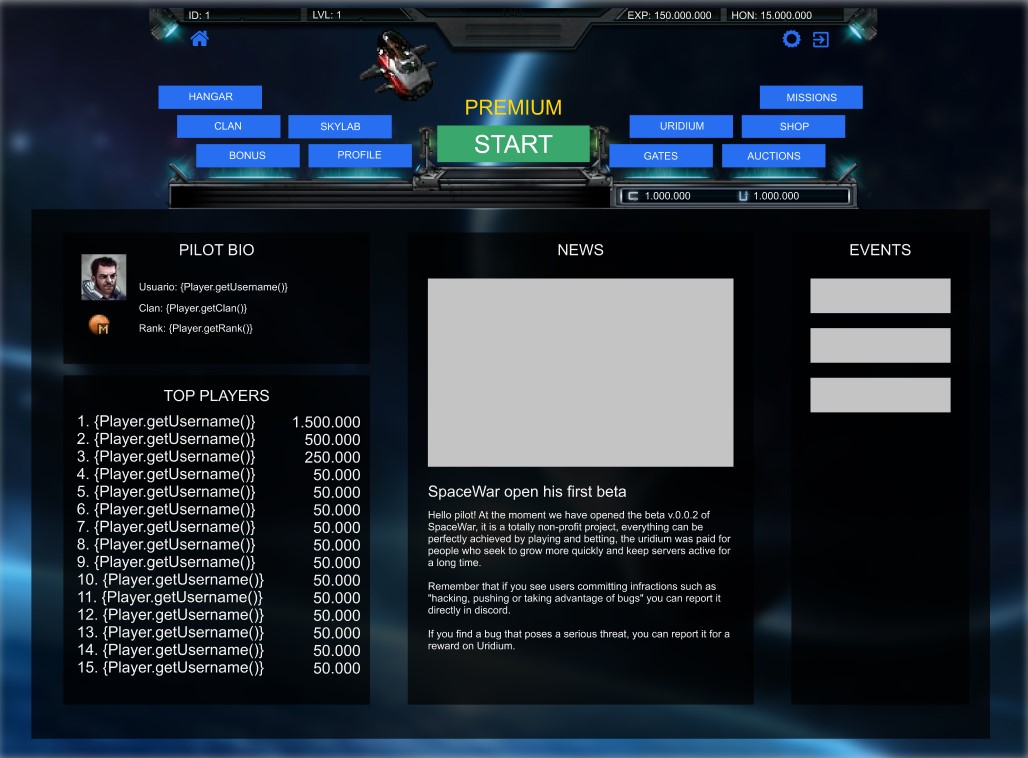 ID: 1
LVL: 1
EXP: 150.000.000
HON: 15.000.000
HANGAR
MISSIONS
PREMIUM
CLAN
SKYLAB
START
URIDIUM
SHOP
BONUS
PROFILE
GATES
AUCTIONS
1.000.000
U 1.000.000
PILOT BIO
Usuario: {Player.getUsername()}
Clan: {Player.getClan()}
M
Rank: {Player.getRank()}
TOP PLAYERS
1. {Player.getUsername()} 1.500.000
2. {Player.getUsername()} 500.000
3. {Player.getUsername()} 250.000
4. {Player.getUsername()} 50.000
5. {Player.getUsername()} 50.000
6. {Player.getUsername()} 50.000
7. {Player.getUsername()} 50.000
8. {Player.getUsername()} 50.000
9. {Player.getUsername()} 50.000
10. {Player.getUsername()} 50.000
11. {Player.getUsername()} 50.000
12. {Player.getUsername()} 50.000
13. {Player.getUsername()} 50.000
14. {Player.getUsername()} 50.000
15. {Player.getUsername()} 50.000
NEWS
SpaceWar open his first beta
Hello pilot! At the moment we have opened the beta v.0.0.2 of
SpaceWar, it is a totally non-profit project, everything can be
perfectly achieved by playing and betting, the uridium was paid for
people who seek to grow more quickly and keep servers active for
a long time.
Remember that if you see users committing infractions such as
"hacking, pushing or taking advantage of bugs" you can report it
directly in discord.
If you find a bug that poses a serious threat, you can report it for a
reward on Uridium.
EVENTS